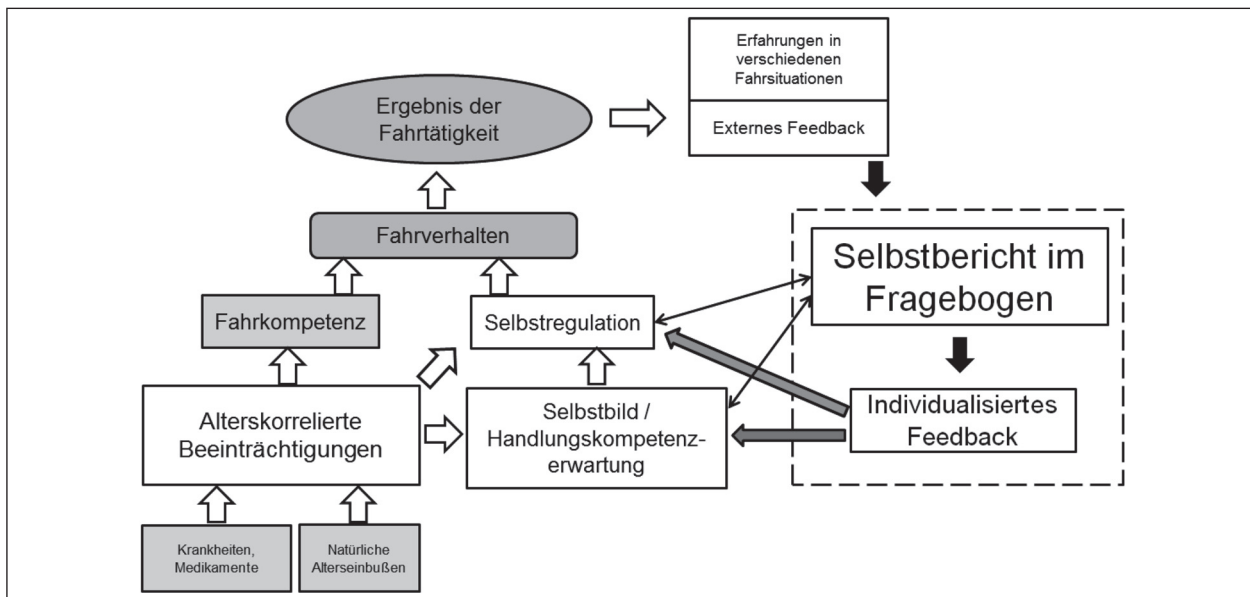 Erfahrungen in
verschiedenen
Fahrsituationen
Externes Feedback
Ergebnis der
Fahrtätigkeit
Fahrverhalten
Selbstbericht im
Fragebogen
Fahrkompetenz
Selbstregulation
Alterskorrelierte
Beeinträchtigungen
Selbstbild /
Handlungskompetenz-
erwartung
Individualisiertes
Feedback
Krankheiten,
Medikamente
Natürliche
Alterseinbußen